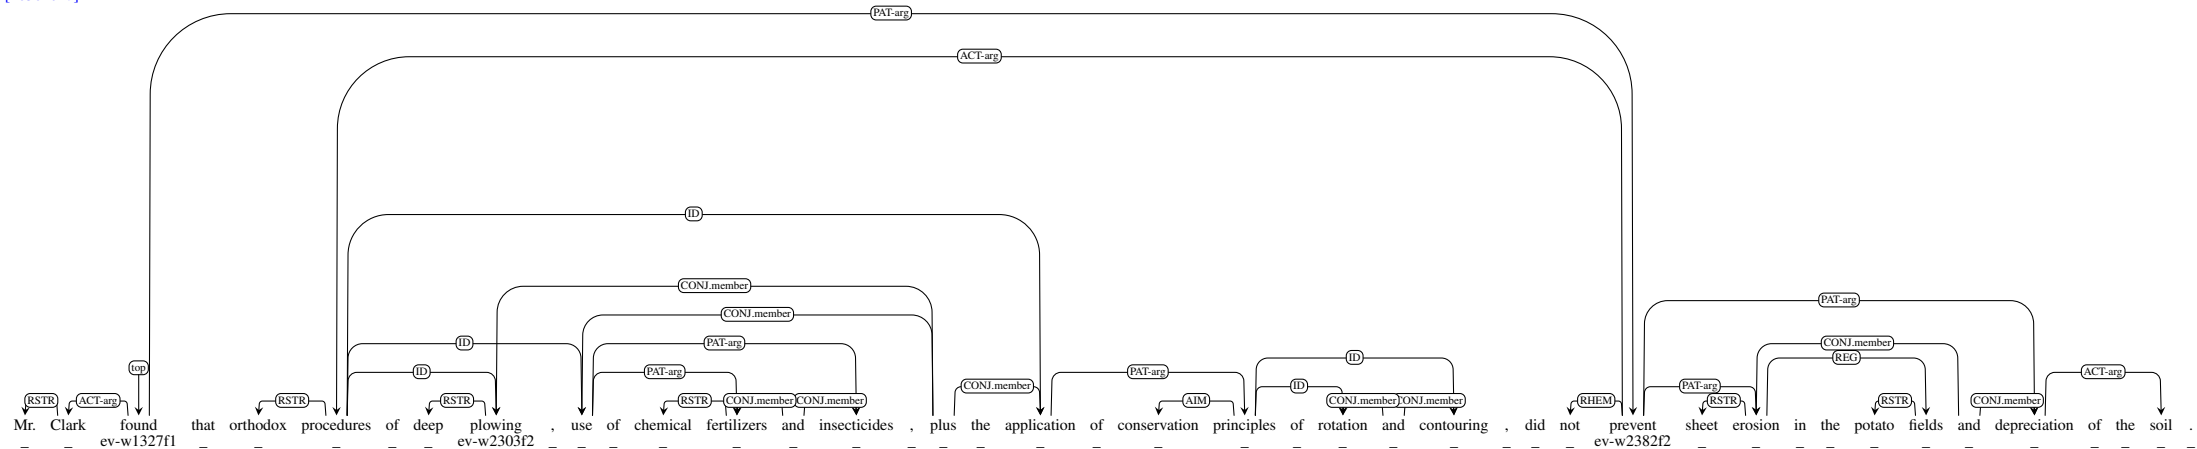 PAT-arg
ACT-arg
ID
CONJ.member
PAT-arg
CONJ.member
ID PAT-arg CONJ.member
ID REG
top ID PAT-arg PAT-arg ACT-arg
CONJ.member ID PAT-arg
RSTR ACT-arg RSTR RSTR RSTR CONJ.member CONJ.member AIM CONJ.member CONJ.member RHEM RSTR RSTR CONJ.member
Mr. Clark found that orthodox procedures of deep plowing , use of chemical fertilizers and insecticides , plus the application of conservation principles of rotation and contouring , did not prevent sheet erosion in the potato fields and depreciation of the soil .
_ _ ev-w1327f1 _ _ _ _ _ ev-w2303f2 _ _ _ _ _ _ _ _ _ _ _ _ _ _ _ _ _ _ _ _ _ ev-w2382f2 _ _ _ _ _ _ _ _ _ _ _ _